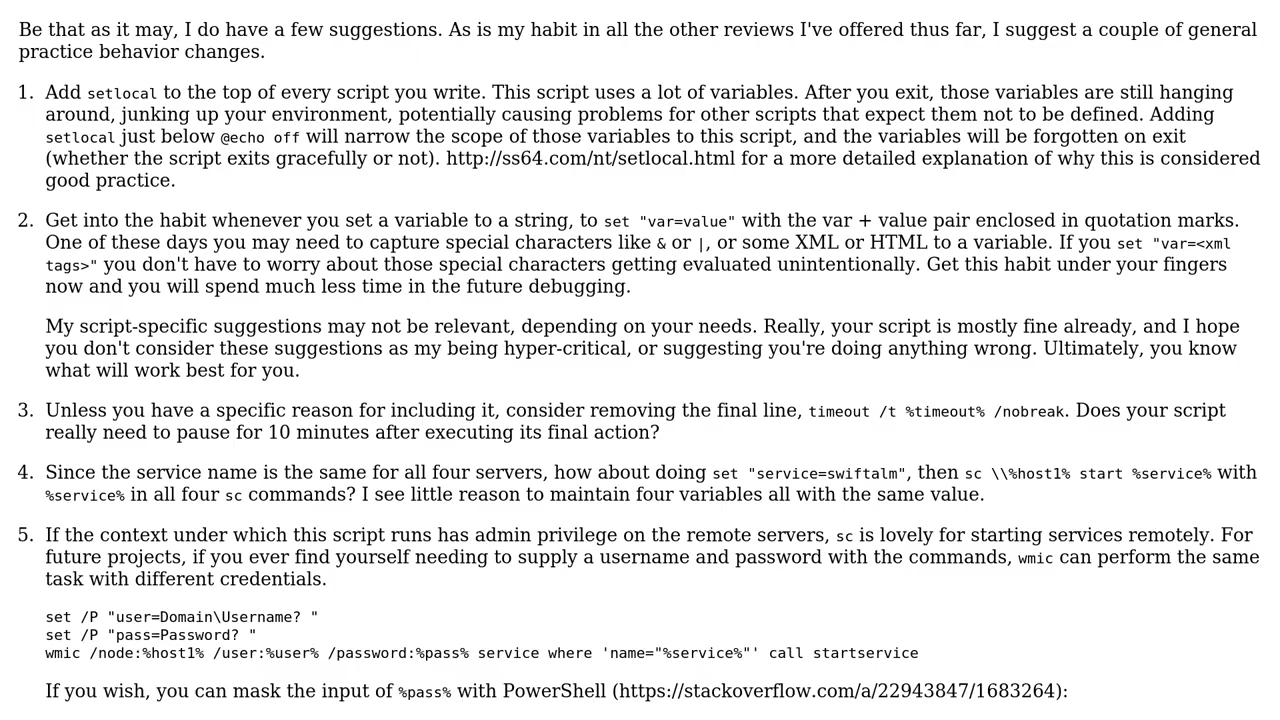 Be that as it may, I do have a few suggestions. As is my habit in all the other reviews I've offered thus far, I suggest a couple of general
practice behavior changes.
1. Add setlocal to the top of every script you write. This script uses a lot of variables. After you exit, those variables are still hanging
around, junking up your environment, potentially causing problems for other scripts that expect them not to be defined. Adding
setlocal just below @echo off will narrow the scope of those variables to this script, and the variables will be forgotten on exit
(whether the script exits gracefully or not). http://ss64.com/nt/setlocal.html for a more detailed explanation of why this is considered
good practice.
2. Get into the habit whenever you set a variable to a string, to set "var=value" with the var + value pair enclosed in quotation marks.
One of these days you may need to capture special characters like & or |, or some XML or HTML to a variable. If you set "var=<xml
tags>" you don't have to worry about those special characters getting evaluated unintentionally. Get this habit under your fingers
now and you will spend much less time in the future debugging.
My script-specific suggestions may not be relevant, depending on your needs. Really, your script is mostly fine already, and I hope
you don't consider these suggestions as my being hyper-critical, or suggesting you're doing anything wrong. Ultimately, you know
what will work best for you.
3. Unless you have a specific reason for including it, consider removing the final line, timeout /t %timeout% /nobreak. Does your script
really need to pause for 10 minutes after executing its final action?
4. Since the service name is the same for all four servers, how about doing set "service=swiftalm", then sc \\%host1% start %service% with
%service% in all four sc commands? I see little reason to maintain four variables all with the same value.
5. If the context under which this script runs has admin privilege on the remote servers, sc is lovely for starting services remotely. For
future projects, if you ever find yourself needing to supply a username and password with the commands, wmic can perform the same
task with different credentials.
set /P "user=Domain\Username? "
set /P "pass=Password? "
wmic /node:%host1% /user:%user% /password:%pass% service where 'name="%service%"' call startservice
If you wish, you can mask the input of %pass% with PowerShell (https://stackoverflow.com/a/22943847/1683264):